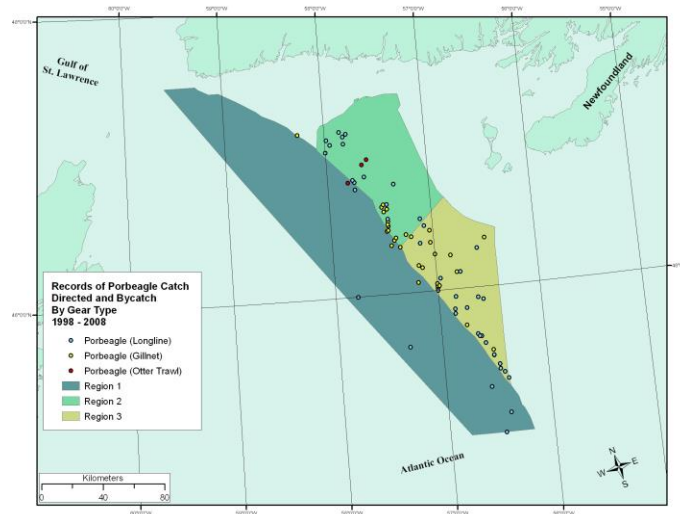 Gulf of
St. Lawrence
Newfoundland
Records of Porbeagle Catch
Directed and Bycatch
By Gear Type
1998 - 2008
Porbeagle (Longline)
Porbeagle (Gillnet)
Porbeagle (Otter Trawl)
Region 1
Region 2
Region 3
Kilometers
0 20 40 80
Atlantic Ocean
N
W E
S